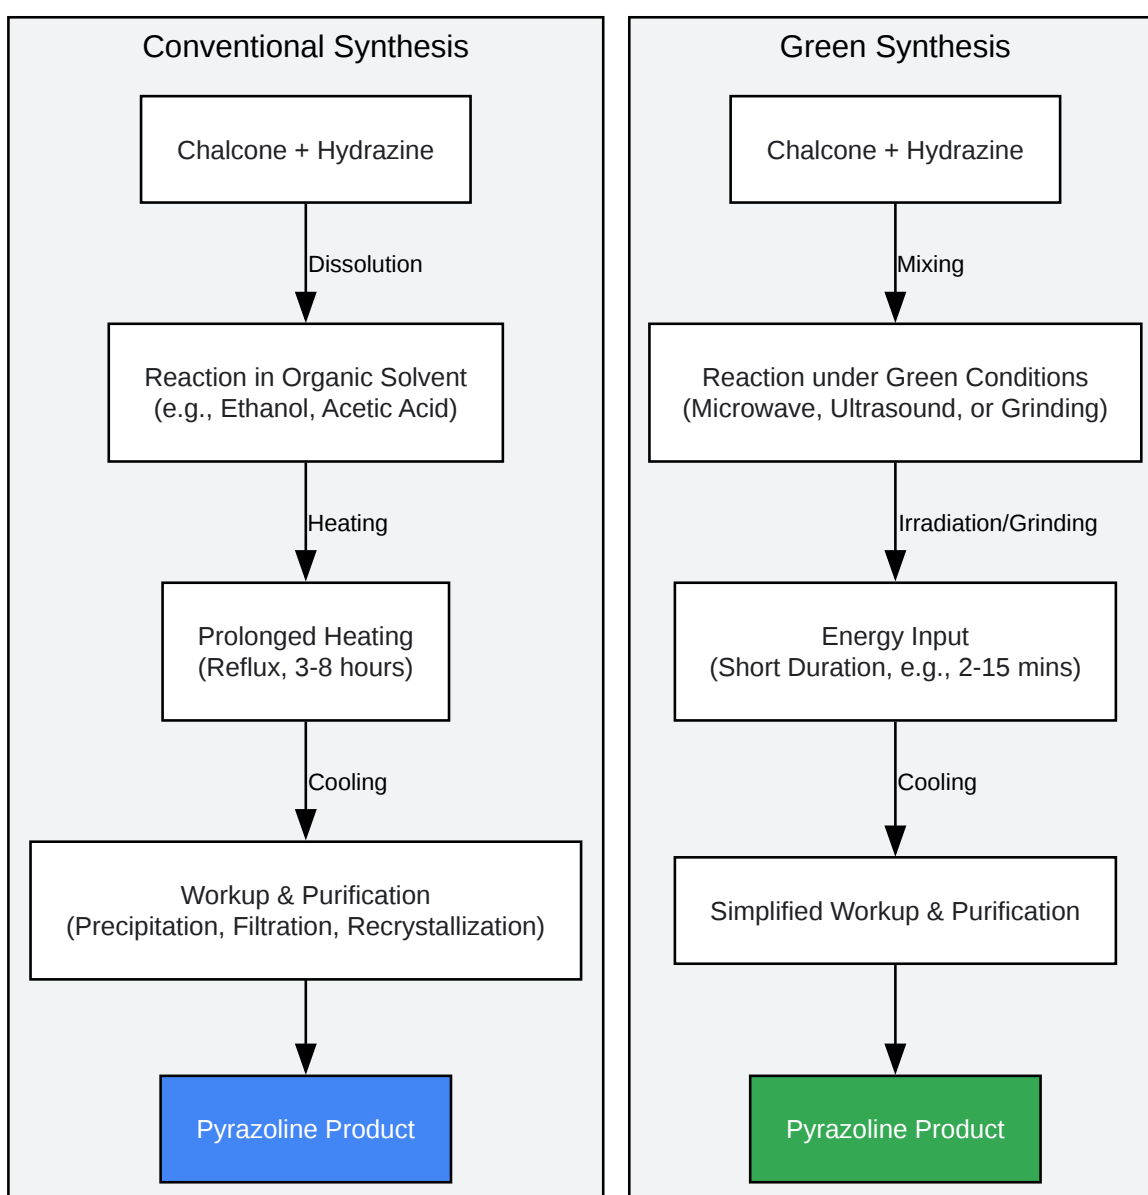 Conventional Synthesis
Chalcone + Hydrazine
Dissolution
Reaction in Organic Solvent
(e.g., Ethanol, Acetic Acid)
Heating
Prolonged Heating
(Reflux, 3-8 hours)
Cooling
Workup & Purification
(Precipitation, Filtration, Recrystallization)
Pyrazoline Product
Green Synthesis
Chalcone + Hydrazine
Mixing
Reaction under Green Conditions
(Microwave, Ultrasound, or Grinding)
Irradiation/Grinding
Energy Input
(Short Duration, e.g., 2-15 mins)
Cooling
Simplified Workup & Purification
Pyrazoline Product